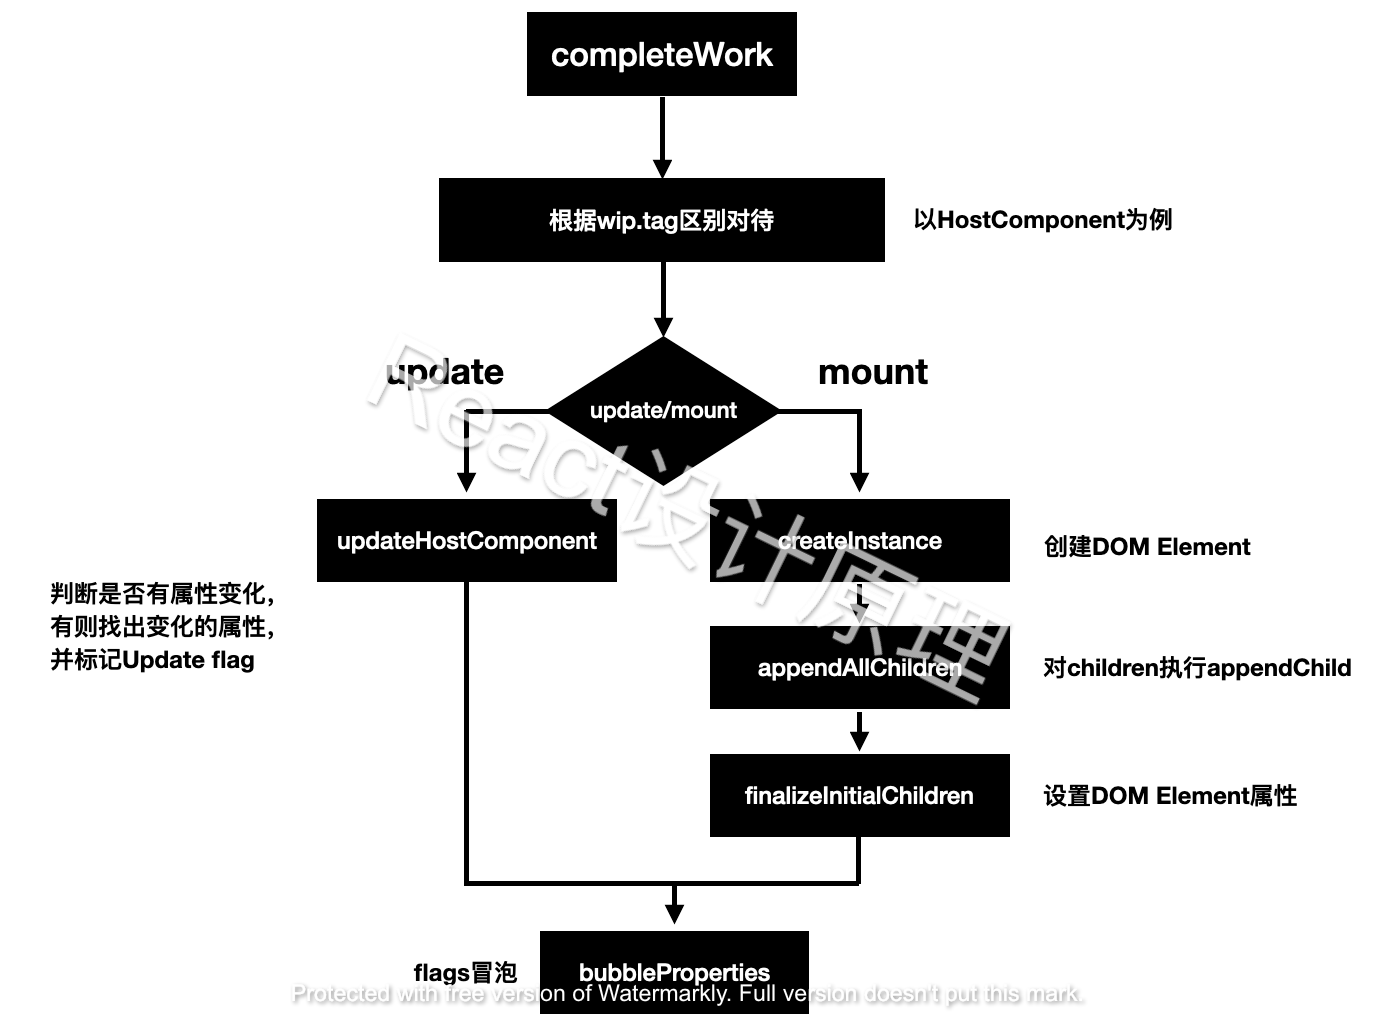 completeWork
根据wip.tag区别对待
以HostComponent为例
update
mount
update/mount
updateHostComponent
createInstance
创建DOM Element
判断是否有属性变化，
有则找出变化的属性，
并标记Update flag
appendAllChildren
对children执行appendChild
finalizeInitialChildren
设置DOM Element属性
flags冒泡
bubbleProperties
React设计原理
Protected with free version of Watermarkly. Full version doesn't put this mark.